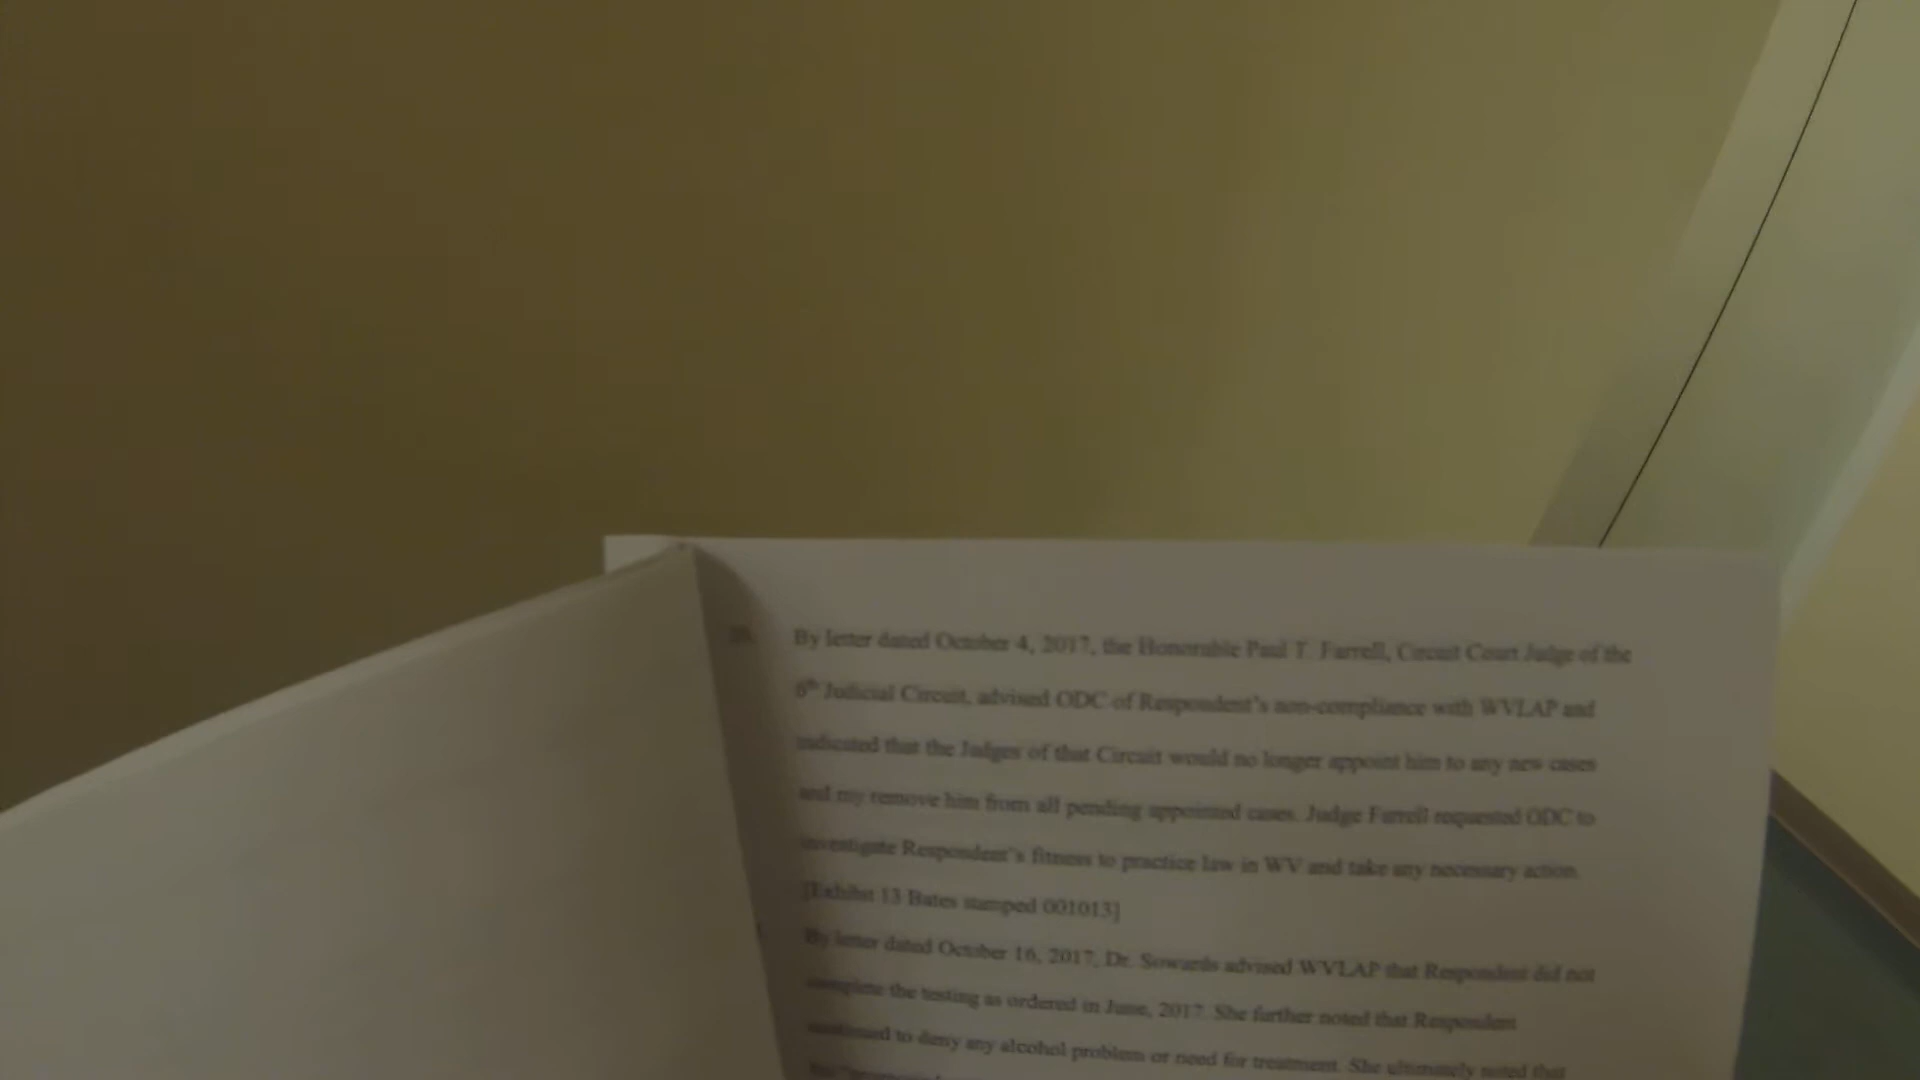 By letter dated October 4, 2017, the Honorable Paul T. Farrell, Circuit Court Judge of the
6th Judicial Circuit, advised ODC of Respondent's non-compliance with WVLAP and
indicated that the Judges of that Circuit would no longer appoint him to any new cases
and my remove him from all pending appointed cases. Judge Farrell requested ODC to
investigate Respondent's fitness to practice law in WV and take any necessary action.
[Exhibit 13 Bates stamped 001013]
By letter dated October 16, 2017, Dr. Sowards advised WVLAP that Respondent did not
complete the testing as ordered in June, 2017. She further noted that Respondent
continued to deny any alcohol problem or need for treatment. She ultimately noted that